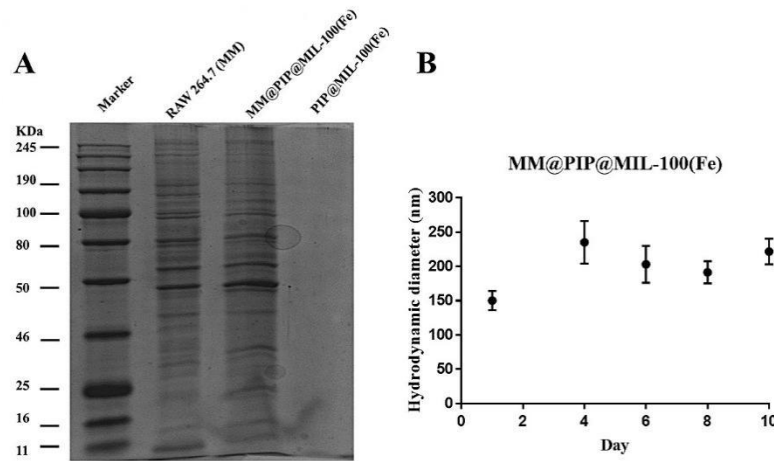 A
Marker
RAW 264.7 (MM)
MM@PIP@MIL-100(Fe)
PIP@MIL-100(Fe)
KDa
245
190
100
80
50
46
25
16
11
B
MM@PIP@MIL-100(Fe)
Hydrodynamic diameter (nm)
300
250
200
150
100
50
0
0 2 4 6 8 10
Day